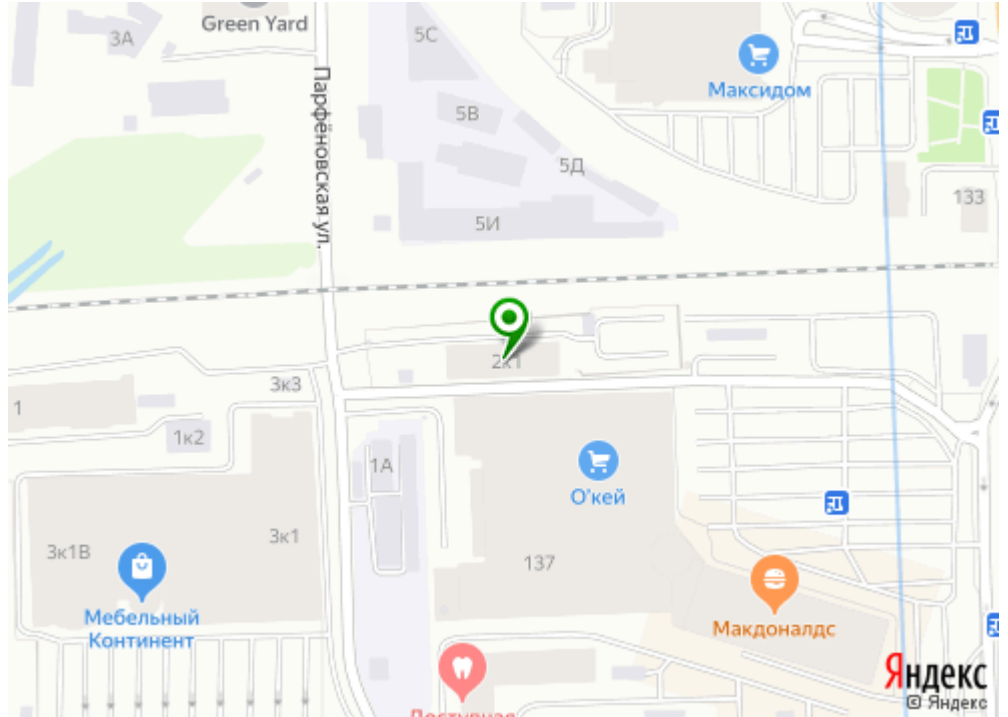 Green Yard
3А
5С
Максидом
Парфёновская ул.
5В
5Д
133
5И
2к1
3к3
1
1к2
1А
О'кей
3к1В
3к1
137
Мебельный
Континент
Макдоналдс
Яндекс
© Яндекс